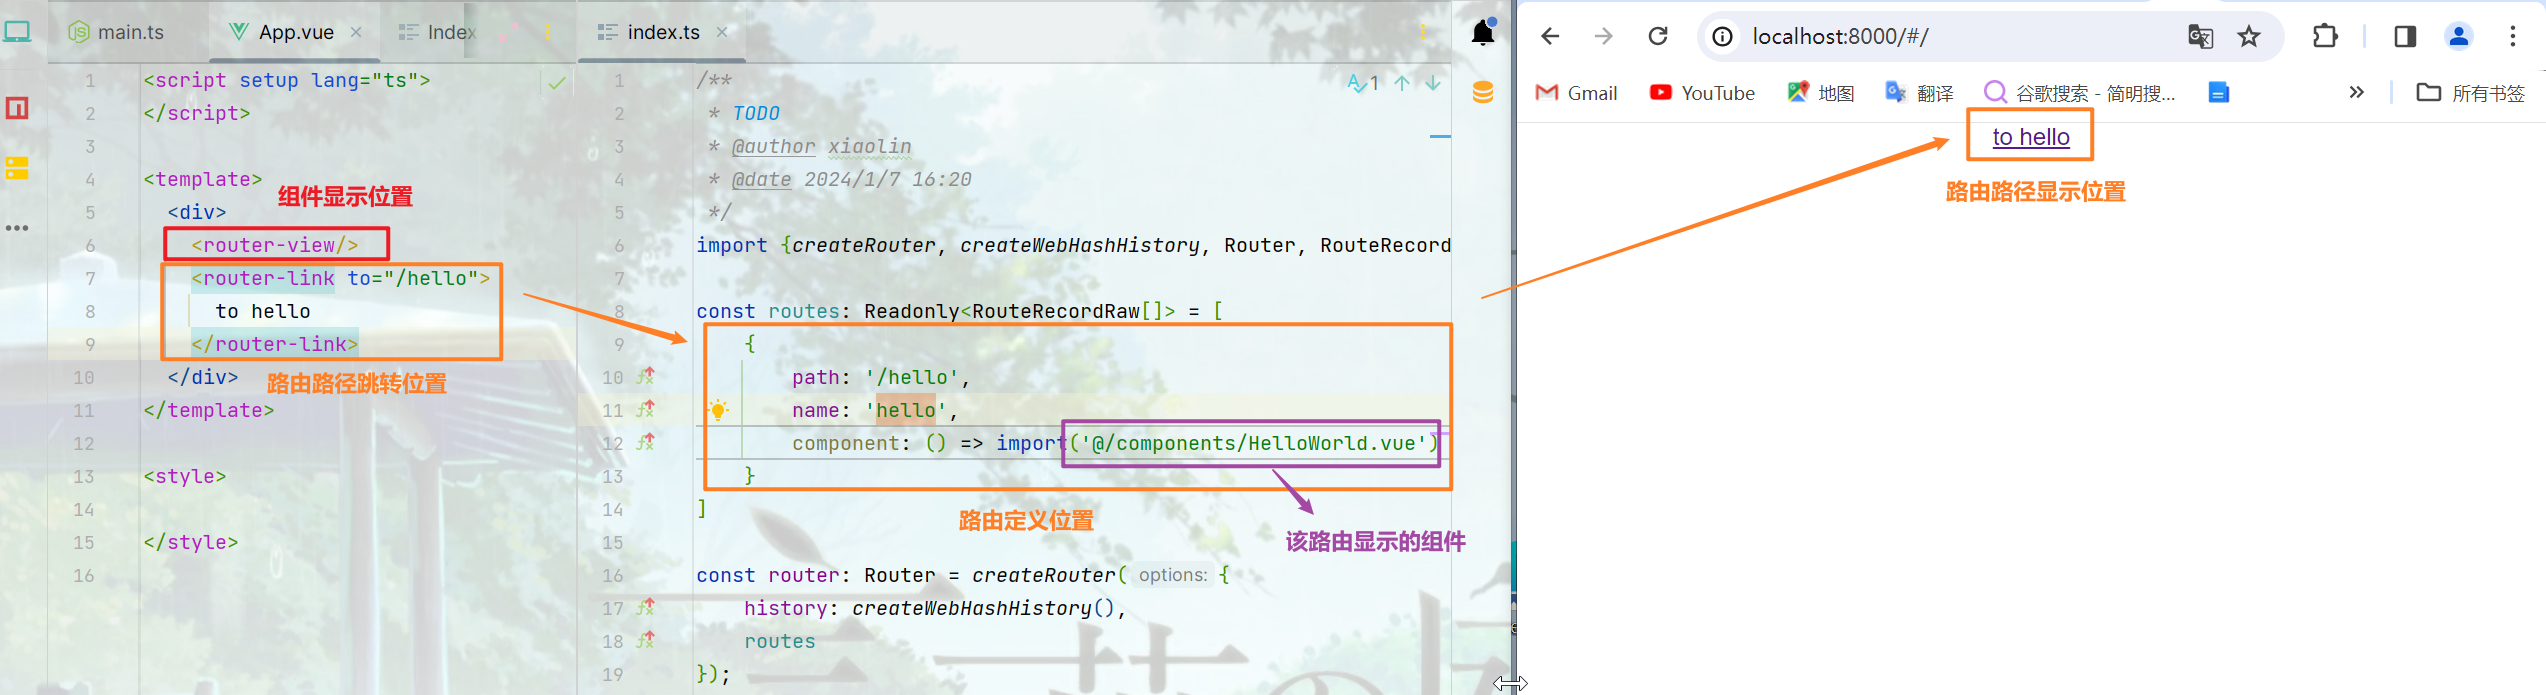 main.ts
App.vue
Index
1 <script setup lang="ts">
2 </script>
3
4 <template>
组件显示位置
5 <div>
6 <router-view/>
7 <router-link to="/hello">
8 to hello
9 </router-link>
10 </div>
路由路径跳转位置
11 </template>
12
13 <style>
14
15 </style>
16
index.ts
1 /**
1
2 * TODO
3 * @author xiaolin
4 * @date 2024/1/7 16:20
5 */
6 import {createRouter, createWebHashHistory, Router, RouteRecord
7
8 const routes: Readonly<RouteRecordRaw[]> = [
9 {
10 path: '/hello',
11 name: 'hello',
12 component: () => import('@/components/HelloWorld.vue')
13 }
14 ]
路由定义位置
该路由显示的组件
15
16 const router: Router = createRouter( options: {
17 history: createWebHashHistory(),
18 routes
19 });
localhost:8000/#/
Gmail
YouTube
地图
翻译
谷歌搜索 - 简明搜...
所有书签
to hello
路由路径显示位置